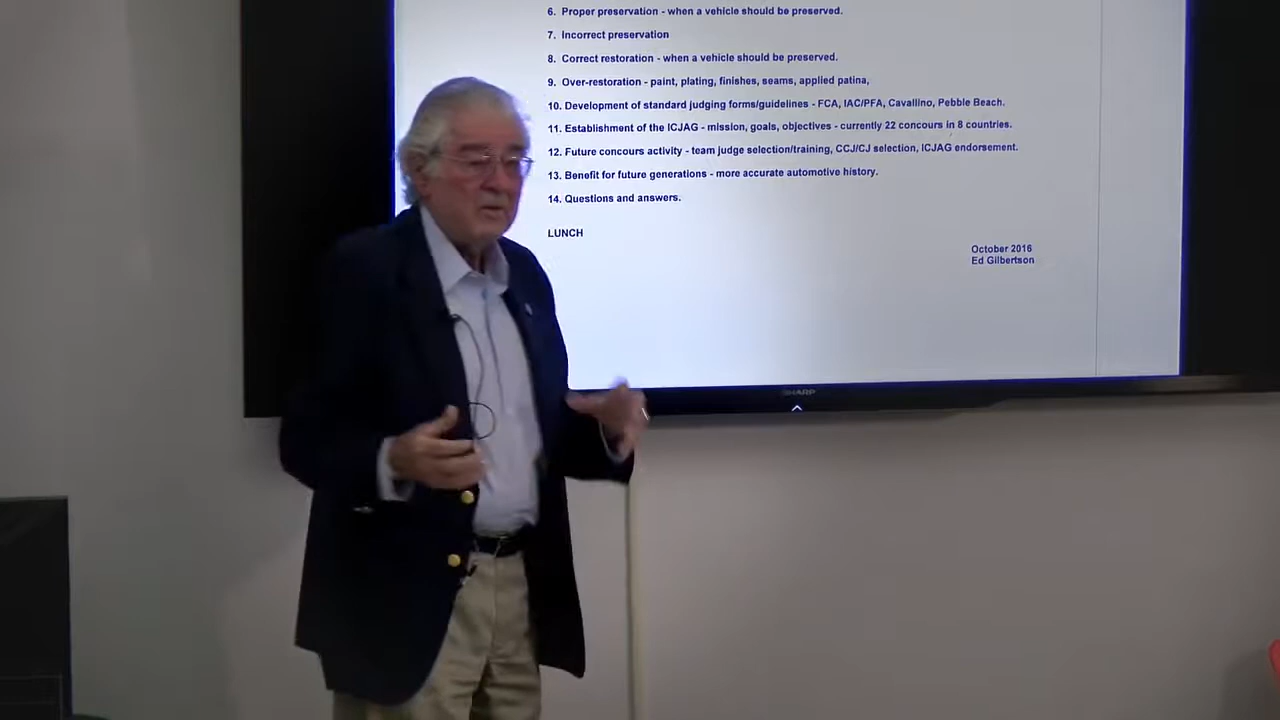 6. Proper preservation - when a vehicle should be preserved.
7. Incorrect preservation
8. Correct restoration - when a vehicle should be preserved.
9. Over-restoration - paint, plating, finishes, seams, applied patina,
10. Development of standard judging forms/guidelines - FCA, IAC/PFA, Cavallino, Pebble Beach.
11. Establishment of the ICJAG - mission, goals, objectives - currently 22 concours in 8 countries.
12. Future concours activity - team judge selection/training, CCJ/CJ selection, ICJAG endorsement.
13. Benefit for future generations - more accurate automotive history.
14. Questions and answers.
LUNCH
October 2016
Ed Gilbertson
SHARP